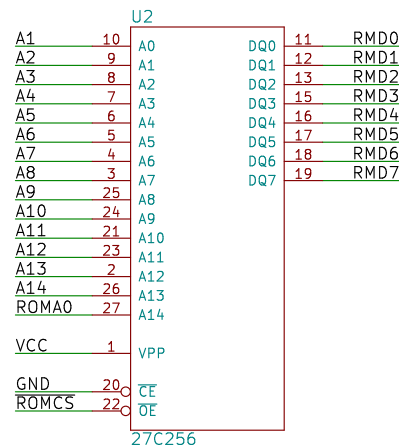 U2
A1 10 A0 DQ0 11 RMD0
A2 9 A1 DQ1 12 RMD1
A3 8 A2 DQ2 13 RMD2
A4 7 A3 DQ3 15 RMD3
A5 6 A4 DQ4 16 RMD4
A6 5 A5 DQ5 17 RMD5
A7 4 A6 DQ6 18 RMD6
A8 3 A7 DQ7 19 RMD7
A9 25 A8
A10 24 A9
A11 21 A10
A12 23 A11
A13 2 A12
A14 26 A13
ROMA0 27 A14
VCC 1 VPP
GND 20 CE
ROMCS 22 OE
27C256